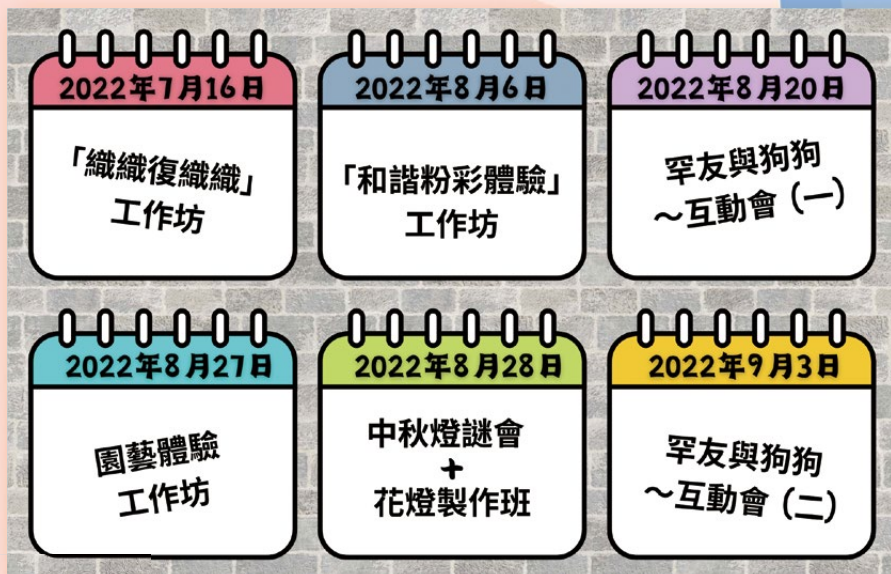 2022年7月16日
「織織復織織」
工作坊
2022年8月6日
「和諧粉彩體驗」
工作坊
2022年8月20日
罕友與狗狗
～互動會（一）
2022年8月27日
園藝體驗
工作坊
2022年8月28日
中秋燈謎會
+
花燈製作班
2022年9月3日
罕友與狗狗
～互動會（二）